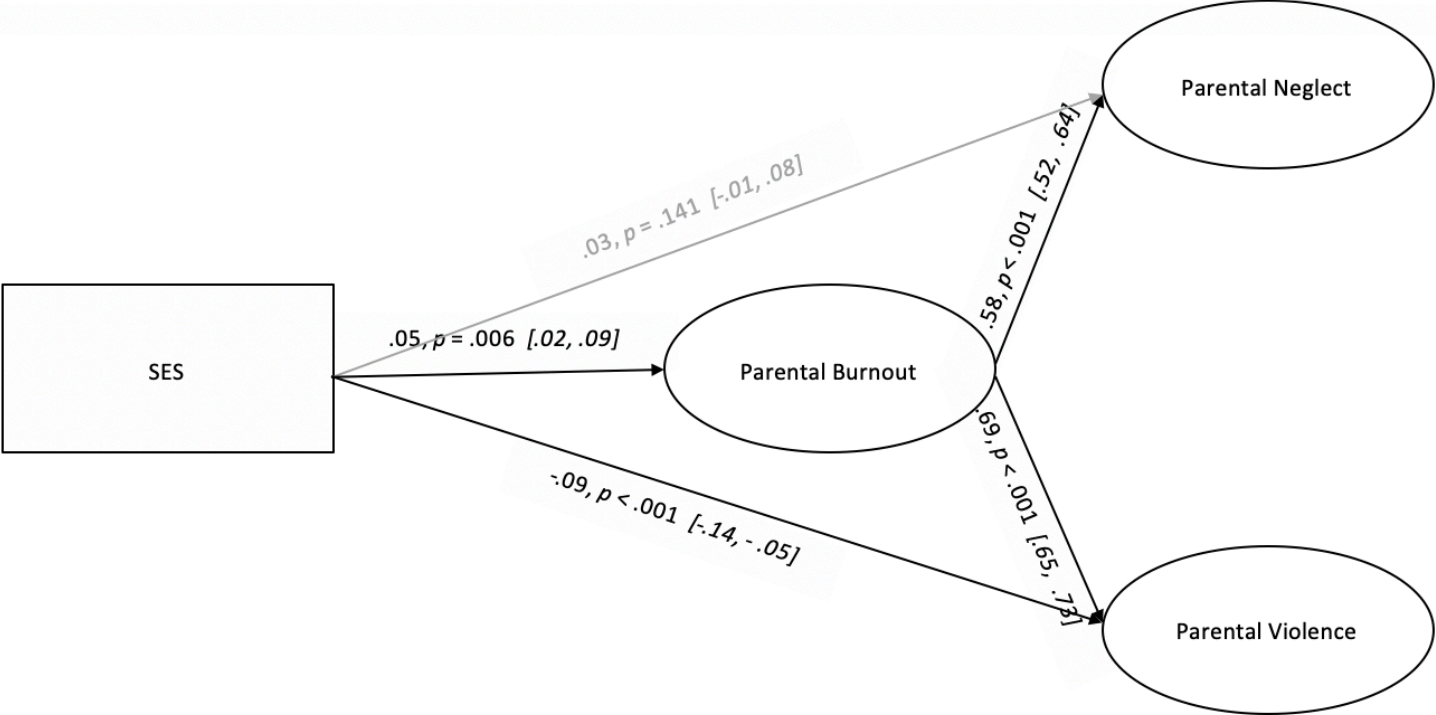 Parental Neglect
.03, p = .141 [-.01, .08]
.58, p < .001 [.52, .64]
.05, p = .006 [.02, .09]
SES
Parental Burnout
.69, p < .001 [.65, .73]
-.09, p < .001 [-.14, - .05]
Parental Violence